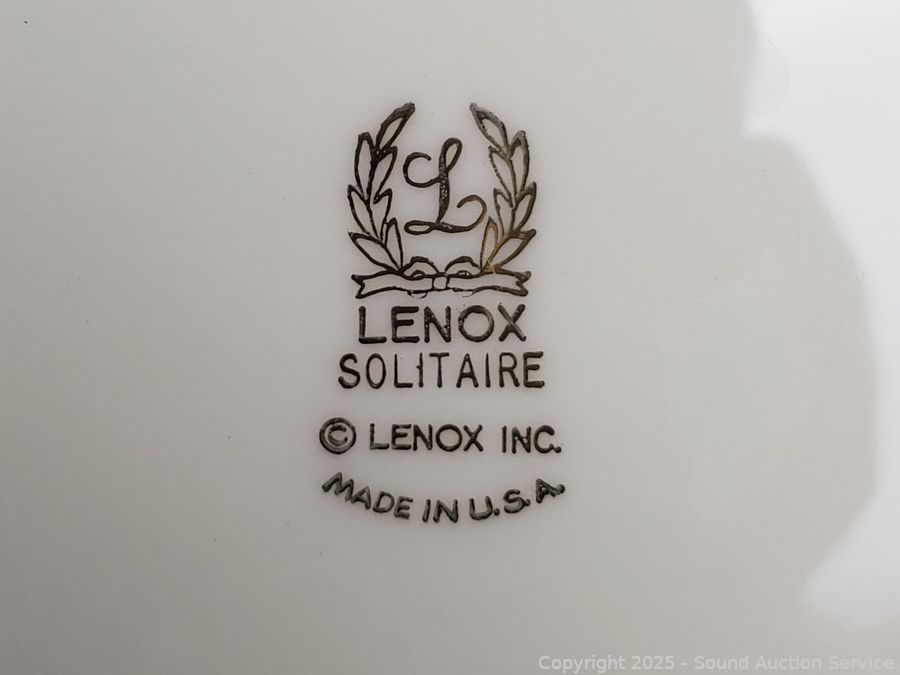 L
LENOX
SOLITAIRE
© LENOX INC.
MADE IN U.S.A.
Copyright 2025 - Sound Auction Service